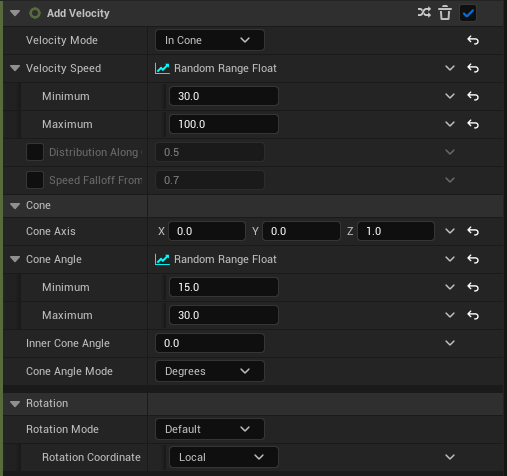 Add Velocity
Velocity Mode In Cone
Velocity Speed Random Range Float
Minimum 30.0
Maximum 100.0
Distribution Along 0.5
Speed Falloff From 0.7
Cone
Cone Axis X 0.0 Y 0.0 Z 1.0
Cone Angle Random Range Float
Minimum 15.0
Maximum 30.0
Inner Cone Angle 0.0
Cone Angle Mode Degrees
Rotation
Rotation Mode Default
Rotation Coordinate Local